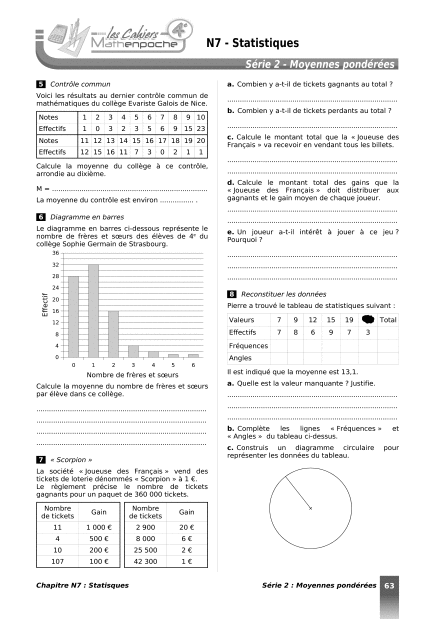 les Cahiers
Mathenpoche
4e
N7 - Statistiques
Série 2 - Moyennes pondérées
5 Contrôle commun
Voici les résultats au dernier contrôle commun de
mathématiques du collège Evariste Galois de Nice.
Notes 1 2 3 4 5 6 7 8 9 10
Effectifs 1 0 3 2 3 5 6 9 15 23
Notes 11 12 13 14 15 16 17 18 19 20
Effectifs 12 15 16 11 7 3 0 2 1 1
Calcule la moyenne du collège à ce contrôle,
arrondie au dixième.
M = ..................................................................
La moyenne du contrôle est environ ................ .
6 Diagramme en barres
Le diagramme en barres ci-dessous représente le
nombre de frères et sœurs des élèves de 4e du
collège Sophie Germain de Strasbourg.
Effectif
36
32
28
24
20
16
12
8
4
0
0 1 2 3 4 5 6
Nombre de frères et sœurs
Calcule la moyenne du nombre de frères et sœurs
par élève dans ce collège.
7 « Scorpion »
La société « Joueuse des Français » vend des
tickets de loterie dénommés « Scorpion » à 1 €.
Le règlement précise le nombre de tickets
gagnants pour un paquet de 360 000 tickets.
Nombre de tickets Gain Nombre de tickets Gain
11 1 000 € 2 900 20 €
4 500 € 8 000 6 €
10 200 € 25 500 2 €
107 100 € 42 300 1 €
a. Combien y a-t-il de tickets gagnants au total ?
b. Combien y a-t-il de tickets perdants au total ?
c. Calcule le montant total que la « Joueuse des
Français » va recevoir en vendant tous les billets.
d. Calcule le montant total des gains que la
« Joueuse des Français » doit distribuer aux
gagnants et le gain moyen de chaque joueur.
e. Un joueur a-t-il intérêt à jouer à ce jeu ?
Pourquoi ?
8 Reconstituer les données
Pierre a trouvé le tableau de statistiques suivant :
Valeurs 7 9 12 15 19 Total
Effectifs 7 8 6 9 7 3
Fréquences
Angles
Il est indiqué que la moyenne est 13,1.
a. Quelle est la valeur manquante ? Justifie.
b. Complète les lignes « Fréquences » et
« Angles » du tableau ci-dessus.
c. Construis un diagramme circulaire pour
représenter les données du tableau.
Chapitre N7 : Statisques
Série 2 : Moyennes pondérées 63